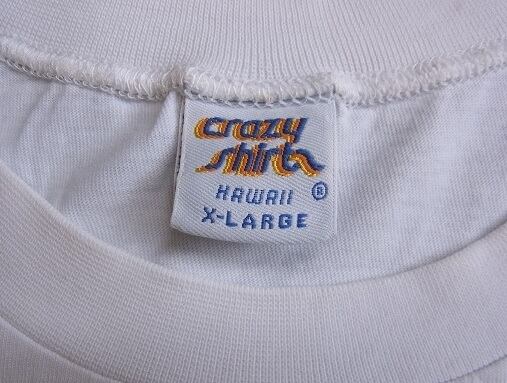 crazy
shirts
HAWAII ®
X-LARGE